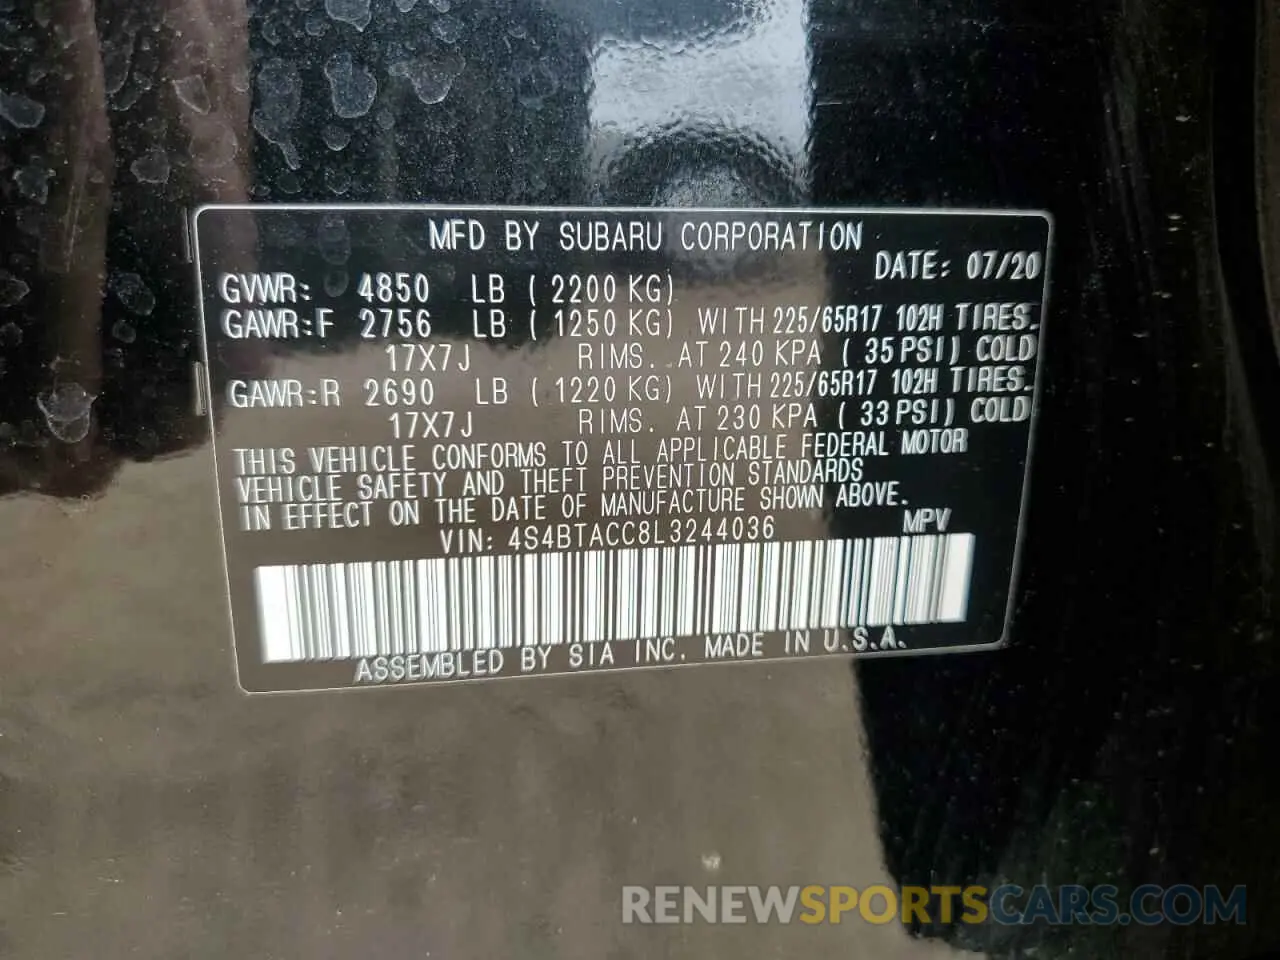 MFD BY SUBARU CORPORATION
DATE: 07/20
GVWR: 4850 LB ( 2200 KG)
GAWR:F 2756 LB ( 1250 KG) WITH 225/65R17 102H TIRES.
17X7J RIMS. AT 240 KPA ( 35 PSI) COLD
GAWR:R 2690 LB ( 1220 KG) WITH 225/65R17 102H TIRES.
17X7J RIMS. AT 230 KPA ( 33 PSI) COLD
THIS VEHICLE CONFORMS TO ALL APPLICABLE FEDERAL MOTOR
VEHICLE SAFETY AND THEFT PREVENTION STANDARDS
IN EFFECT ON THE DATE OF MANUFACTURE SHOWN ABOVE.
VIN: 4S4BTACC8L3244036 MPV
ASSEMBLED BY SIA INC. MADE IN U.S.A.
RENEWSPORTSCARS.COM